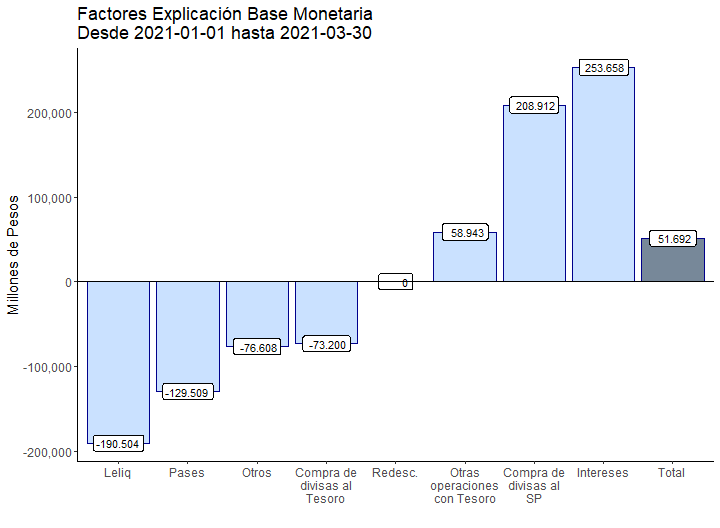 Factores Explicación Base Monetaria
Desde 2021-01-01 hasta 2021-03-30
Millones de Pesos
200,000
100,000
0
-100,000
-200,000
-190.504
-129.509
-76.608
-73.200
0
58.943
208.912
253.658
51.692
Leliq
Pases
Otros
Compra de
divisas al
Tesoro
Redesc.
Otras
operaciones
con Tesoro
Compra de
divisas al
SP
Intereses
Total